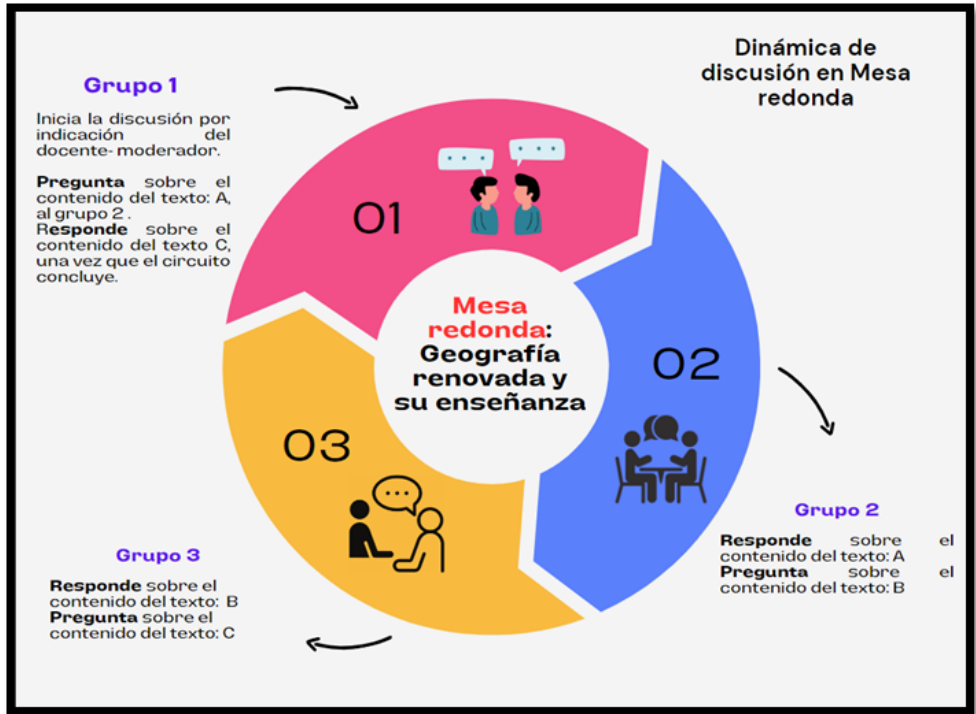 Dinámica de
discusión en Mesa
redonda
Grupo 1
Inicia la discusión por
indicación del
docente- moderador.
Pregunta sobre el
contenido del texto: A,
al grupo 2 .
Responde sobre el
contenido del texto C,
una vez que el circuito
concluye.
01
Mesa
redonda:
Geografía
renovada y
su enseñanza
02
03
Grupo 2
Responde sobre el
contenido del texto: A
Pregunta sobre el
contenido del texto: B
Grupo 3
Responde sobre el
contenido del texto: B
Pregunta sobre el
contenido del texto: C